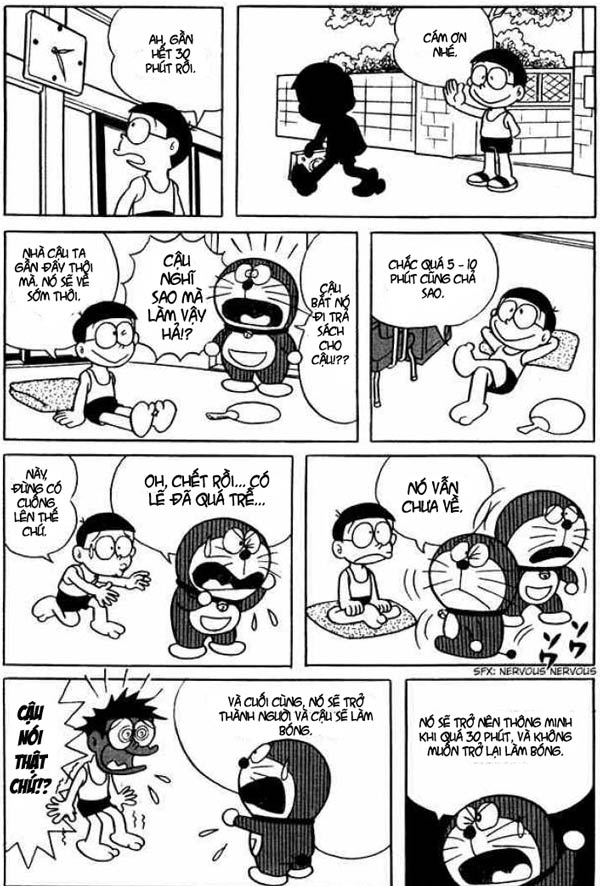 CÁM ƠN
NHÉ.
AH, GẦN
HẾT 30
PHÚT RỒI.
CHẮC QUÁ 5 - 10
PHÚT CŨNG CHẢ
SAO.
CẬU
BẮT NÓ
ĐI TRẢ
SÁCH
CHO
CẬU!??
CẬU
NGHĨ
SAO MÀ
LÀM VẬY
HẢ!?
NHÀ CẬU TA
GẦN ĐÂY THÔI
MÀ. NÓ SẼ VỀ
SỚM THÔI.
NÓ VẪN
CHƯA VỀ.
ソワ
ソワ
SFX: NERVOUS NERVOUS
OH, CHẾT RỒI... CÓ
LẼ ĐÃ QUÁ TRỄ...
NÀY,
ĐỪNG CÓ
CUỐNG
LÊN THẾ
CHỨ.
NÓ SẼ TRỞ NÊN THÔNG MINH
KHI QUÁ 30 PHÚT, VÀ KHÔNG
MUỐN TRỞ LẠI LÀM BÓNG.
VÀ CUỐI CÙNG, NÓ SẼ TRỞ
THÀNH NGƯỜI VÀ CẬU SẼ LÀM
BÓNG.
CẬU
NÓI
THẬT
CHỨ!?